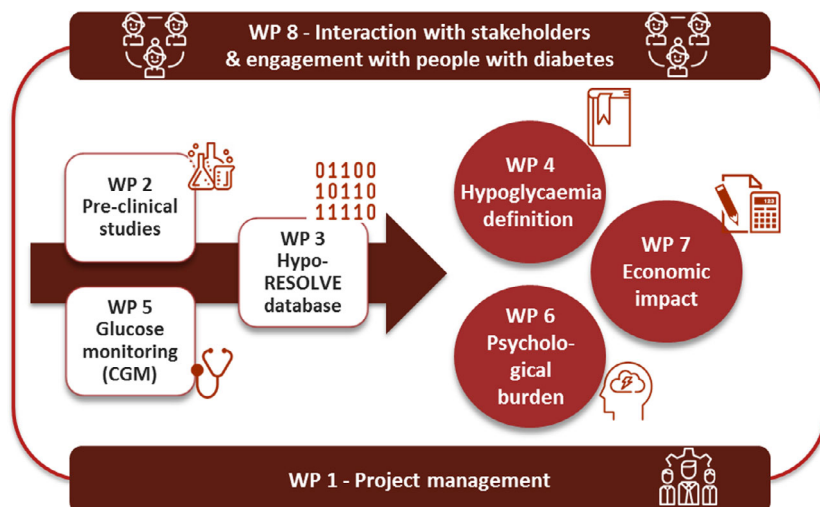 WP 8 - Interaction with stakeholders
& engagement with people with diabetes
WP 2
Pre-clinical
studies
01100
10110
11110
WP 3
Hypo-
RESOLVE
database
WP 5
Glucose
monitoring
(CGM)
WP 4
Hypoglycaemia
definition
WP 7
Economic
impact
WP 6
Psycholo-
gical
burden
WP 1 - Project management